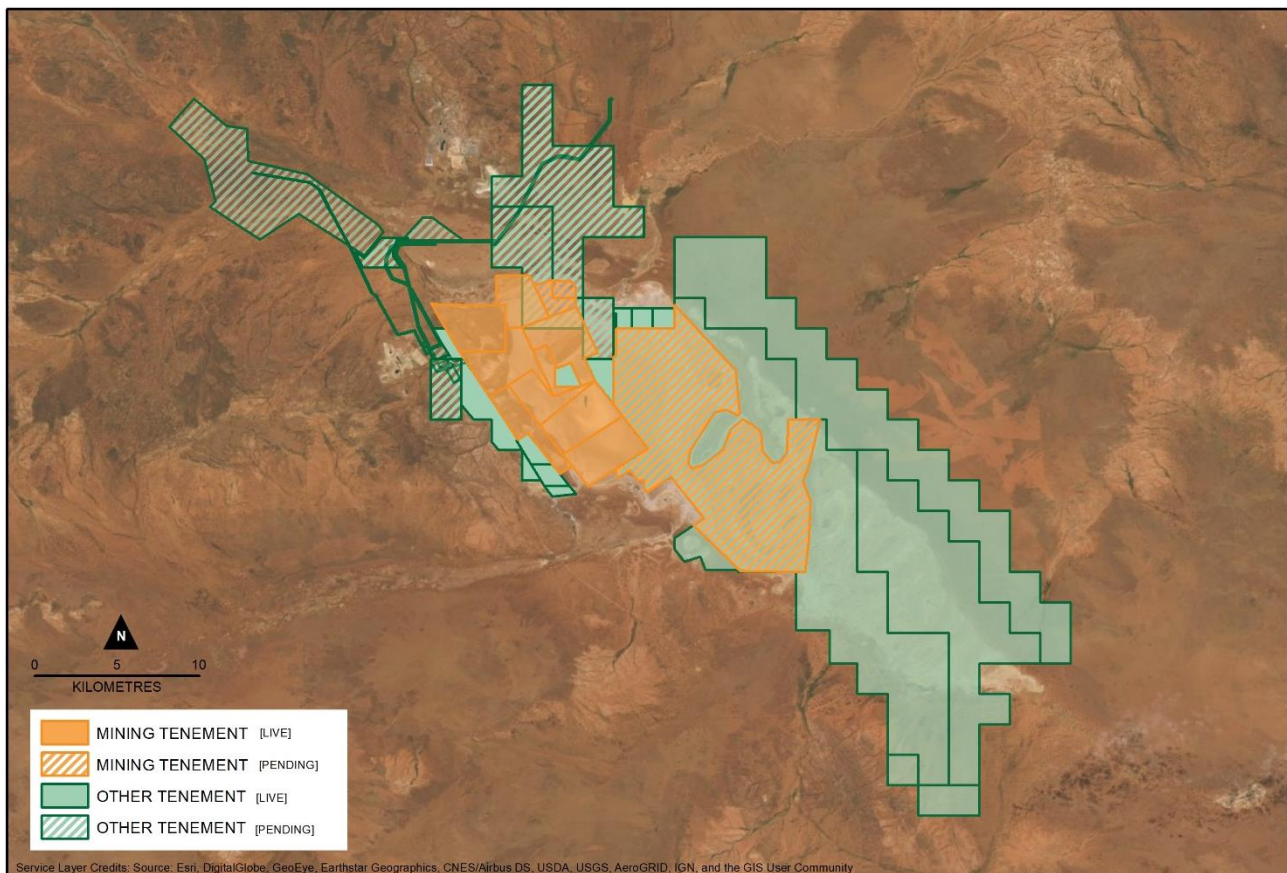 N
0 5 10
KILOMETRES
MINING TENEMENT [LIVE]
MINING TENEMENT [PENDING]
OTHER TENEMENT [LIVE]
OTHER TENEMENT [PENDING]
Service Layer Credits: Source: Esri, DigitalGlobe, GeoEye, Earthstar Geographics, CNES/Airbus DS, USDA, USGS, AeroGRID, IGN, and the GIS User Community